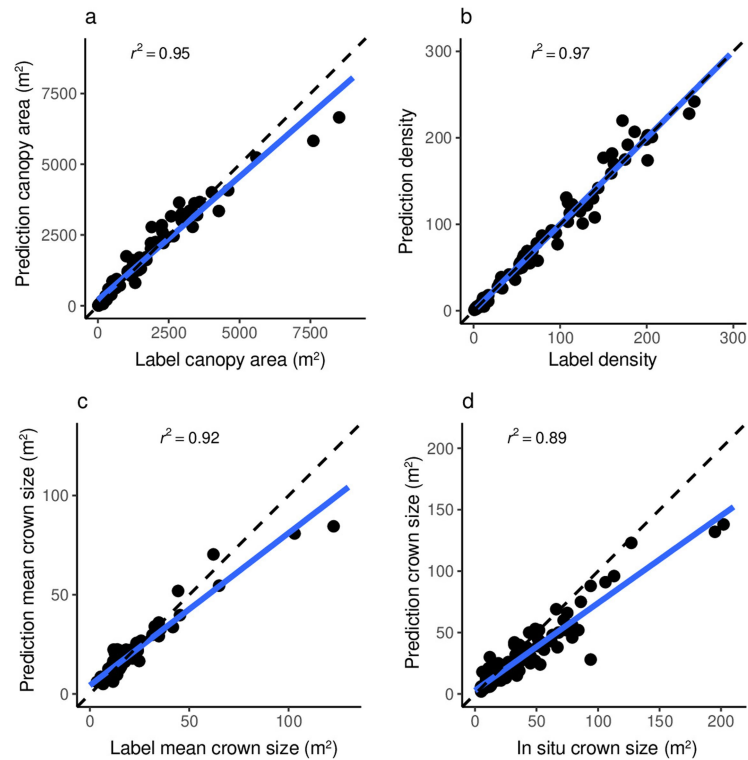 a
r² = 0.95
Prediction canopy area (m²)
7500
5000
2500
0
0 2500 5000 7500
Label canopy area (m²)
b
r² = 0.97
Prediction density
300
200
100
0
0 100 200 300
Label density
c
r² = 0.92
Prediction mean crown size (m²)
100
50
0
0 50 100
Label mean crown size (m²)
d
r² = 0.89
Prediction crown size (m²)
200
150
100
50
0
0 50 100 150 200
In situ crown size (m²)